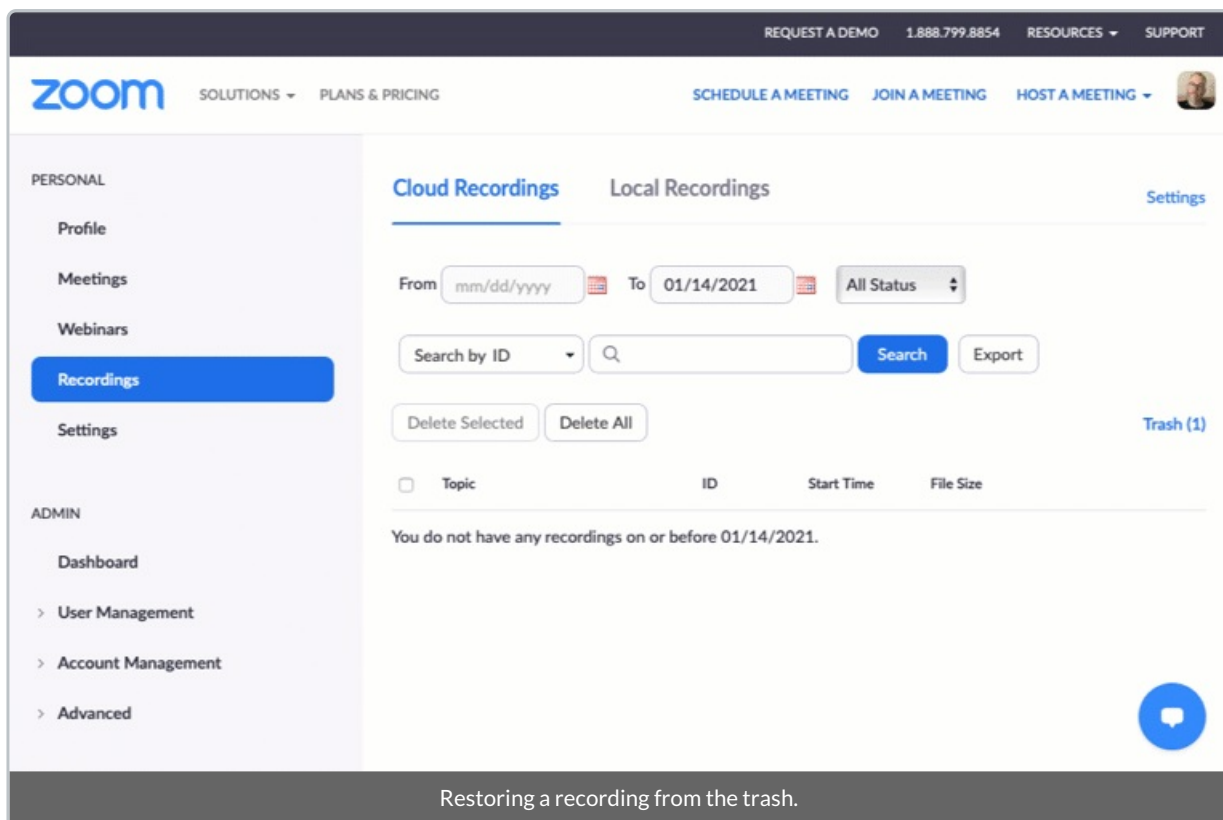 REQUEST A DEMO 1.888.799.8854 RESOURCES SUPPORT
zoom SOLUTIONS PLANS & PRICING SCHEDULE A MEETING JOIN A MEETING HOST A MEETING
PERSONAL
Profile
Meetings
Webinars
Recordings
Settings
ADMIN
Dashboard
User Management
Account Management
Advanced
Cloud Recordings Local Recordings Settings
From mm/dd/yyyy To 01/14/2021 All Status
Search by ID Search Export
Delete Selected Delete All Trash (1)
Topic ID Start Time File Size
You do not have any recordings on or before 01/14/2021.
Restoring a recording from the trash.